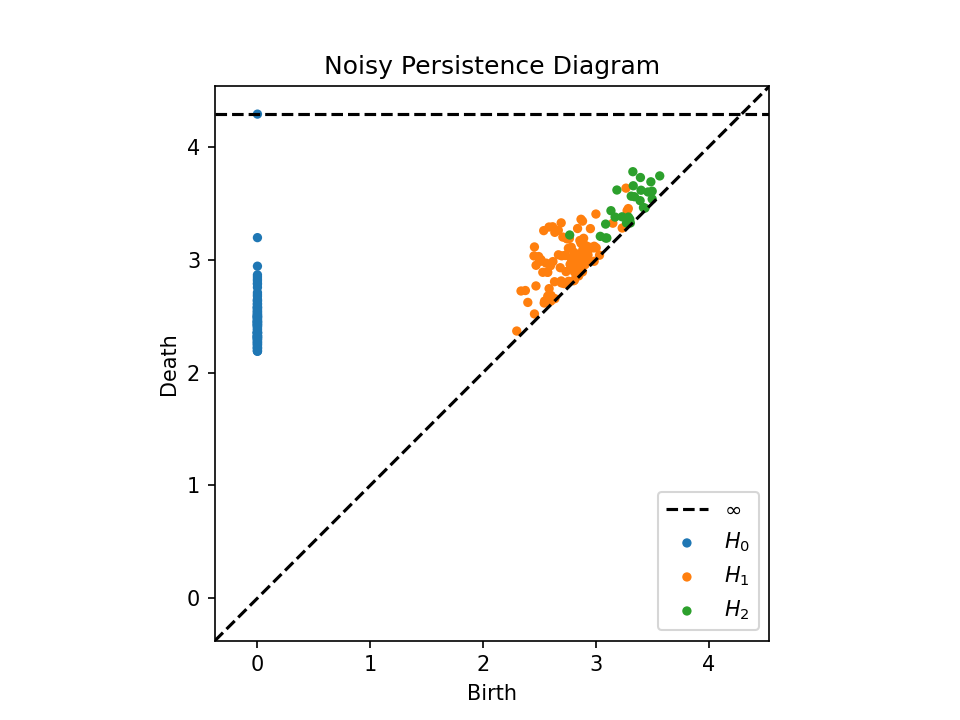 Noisy Persistence Diagram
4
3
2
1
0
Death
∞
H₀
H₁
H₂
0 1 2 3 4
Birth